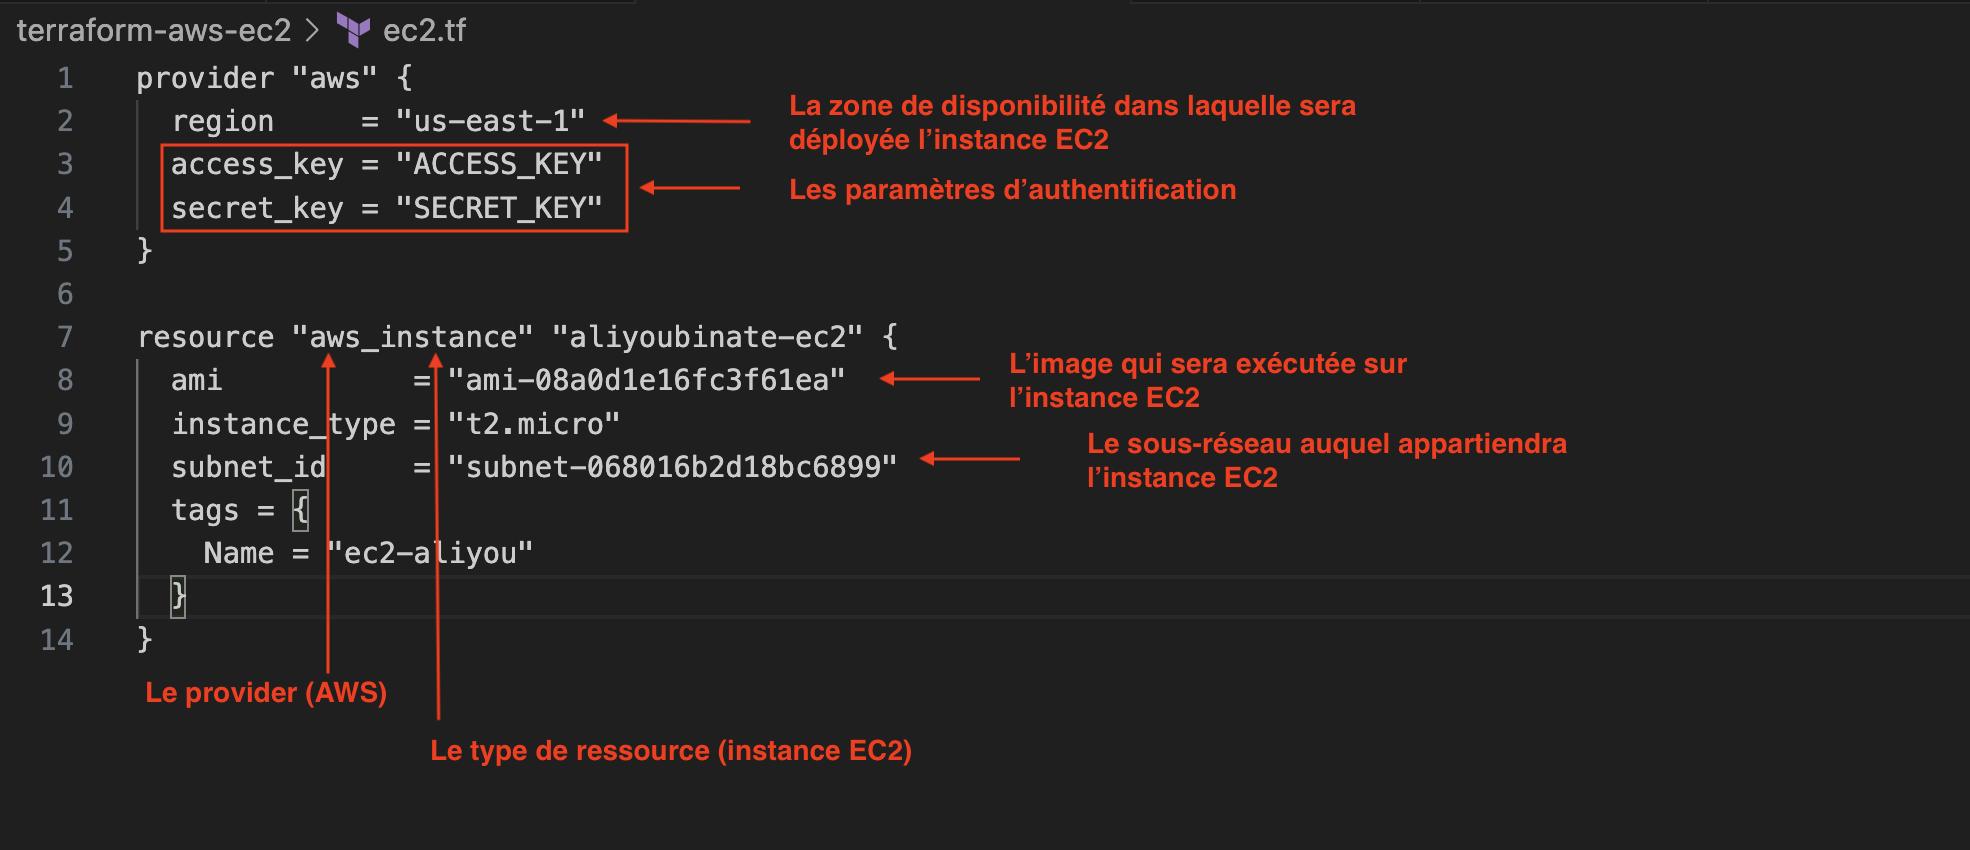 terraform-aws-ec2 > ec2.tf
1 provider "aws" {
2 region = "us-east-1"
La zone de disponibilité dans laquelle sera
déployée l’instance EC2
3 access_key = "ACCESS_KEY"
4 secret_key = "SECRET_KEY"
Les paramètres d’authentification
5 }
6
7 resource "aws_instance" "aliyoubinate-ec2" {
8 ami = "ami-08a0d1e16fc3f61ea"
L’image qui sera exécutée sur
l’instance EC2
9 instance_type = "t2.micro"
10 subnet_id = "subnet-068016b2d18bc6899"
Le sous-réseau auquel appartiendra
l’instance EC2
11 tags = {
12 Name = "ec2-aliyou"
13 }
14 }
Le provider (AWS)
Le type de ressource (instance EC2)